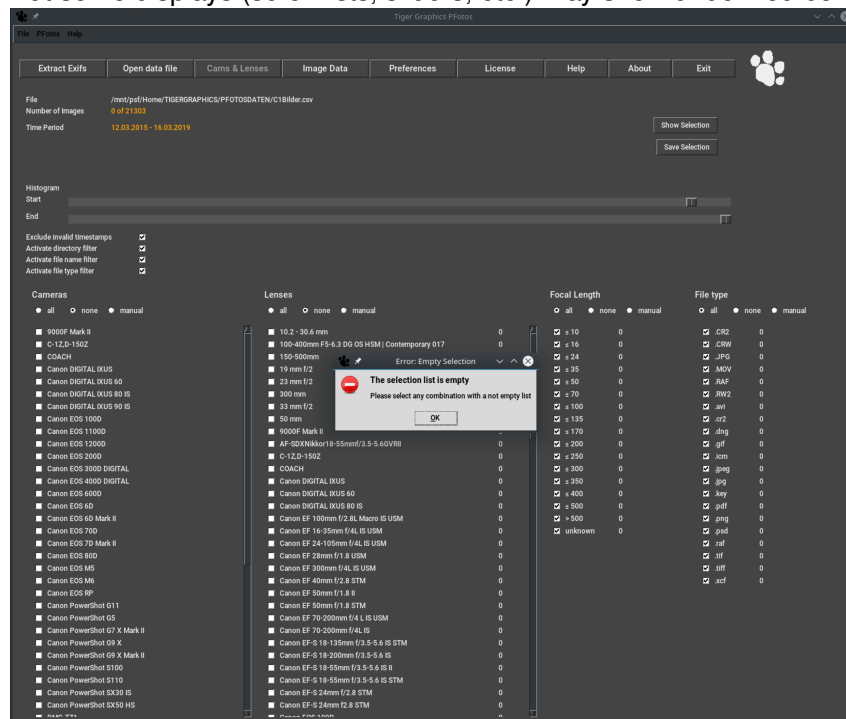 Tiger Graphics PFotos
File PFotos Help
Extract Exifs Open data file Cams & Lenses Image Data Preferences License Help About Exit
File /mnt/psf/Home/TIGERGRAPHICS/PFOTOSDATEN/C1Bilder.csv
Number of Images 0 of 21303
Time Period 12.03.2015 - 16.03.2019
Show Selection
Save Selection
Histogram
Start
End
Exclude invalid timestamps
Activate directory filter
Activate file name filter
Activate file type filter
Cameras Lenses Focal Length File type
all none manual all none manual all none manual all none manual
9000F Mark II 10.2 - 30.6 mm 0 ≤ 10 0 .CR2 0
C-1Z,D-150Z 100-400mm F5-6.3 DG OS HSM | Contemporary 017 ≤ 16 0 .CRW 0
COACH 150-500mm ≤ 24 0 .JPG 0
Canon DIGITAL IXUS 19 mm f/2 ≤ 35 0 .MOV 0
Canon DIGITAL IXUS 60 23 mm f/2 ≤ 50 0 .RAF 0
Canon DIGITAL IXUS 80 IS 300 mm ≤ 70 0 .RW2 0
Canon DIGITAL IXUS 90 IS 33 mm f/2 ≤ 100 0 .avi 0
Canon EOS 100D 50 mm ≤ 135 0 .cr2 0
Canon EOS 1100D 9000F Mark II ≤ 170 0 .dng 0
Canon EOS 1200D AF-SDXNikkor18-55mmf/3.5-5.6GVRII 0 ≤ 200 0 .gif 0
Canon EOS 200D C-1Z,D-150Z 0 ≤ 250 0 .icm 0
Canon EOS 300D DIGITAL COACH 0 ≤ 300 0 .jpeg 0
Canon EOS 400D DIGITAL Canon DIGITAL IXUS 0 ≤ 350 0 .jpg 0
Canon EOS 600D Canon DIGITAL IXUS 60 0 ≤ 400 0 .key 0
Canon EOS 6D Canon DIGITAL IXUS 80 IS 0 ≤ 500 0 .pdf 0
Canon EOS 6D Mark II Canon EF 100mm f/2.8L Macro IS USM 0 > 500 0 .png 0
Canon EOS 70D Canon EF 16-35mm f/4L IS USM 0 unknown 0 .psd 0
Canon EOS 7D Mark II Canon EF 24-105mm f/4L IS USM 0 .raf 0
Canon EOS 80D Canon EF 28mm f/1.8 USM 0 .tif 0
Canon EOS M5 Canon EF 300mm f/4L IS USM 0 .tiff 0
Canon EOS M6 Canon EF 40mm f/2.8 STM 0 .xcf 0
Canon EOS RP Canon EF 50mm f/1.8 II 0
Canon PowerShot G11 Canon EF 50mm f/1.8 STM 0
Canon PowerShot G5 Canon EF 70-200mm f/4 L IS USM 0
Canon PowerShot G7 X Mark II Canon EF 70-200mm f/4L IS 0
Canon PowerShot G9 X Canon EF-S 18-135mm f/3.5-5.6 IS STM 0
Canon PowerShot G9 X Mark II Canon EF-S 18-200mm f/3.5-5.6 IS 0
Canon PowerShot S100 Canon EF-S 18-55mm f/3.5-5.6 IS II 0
Canon PowerShot S110 Canon EF-S 18-55mm f/3.5-5.6 IS STM 0
Canon PowerShot SX30 IS Canon EF-S 24mm f/2.8 STM 0
Canon PowerShot SX50 HS Canon EF-S 24mm f2.8 STM 0
Error: Empty Selection
The selection list is empty
Please select any combination with a not empty list
OK